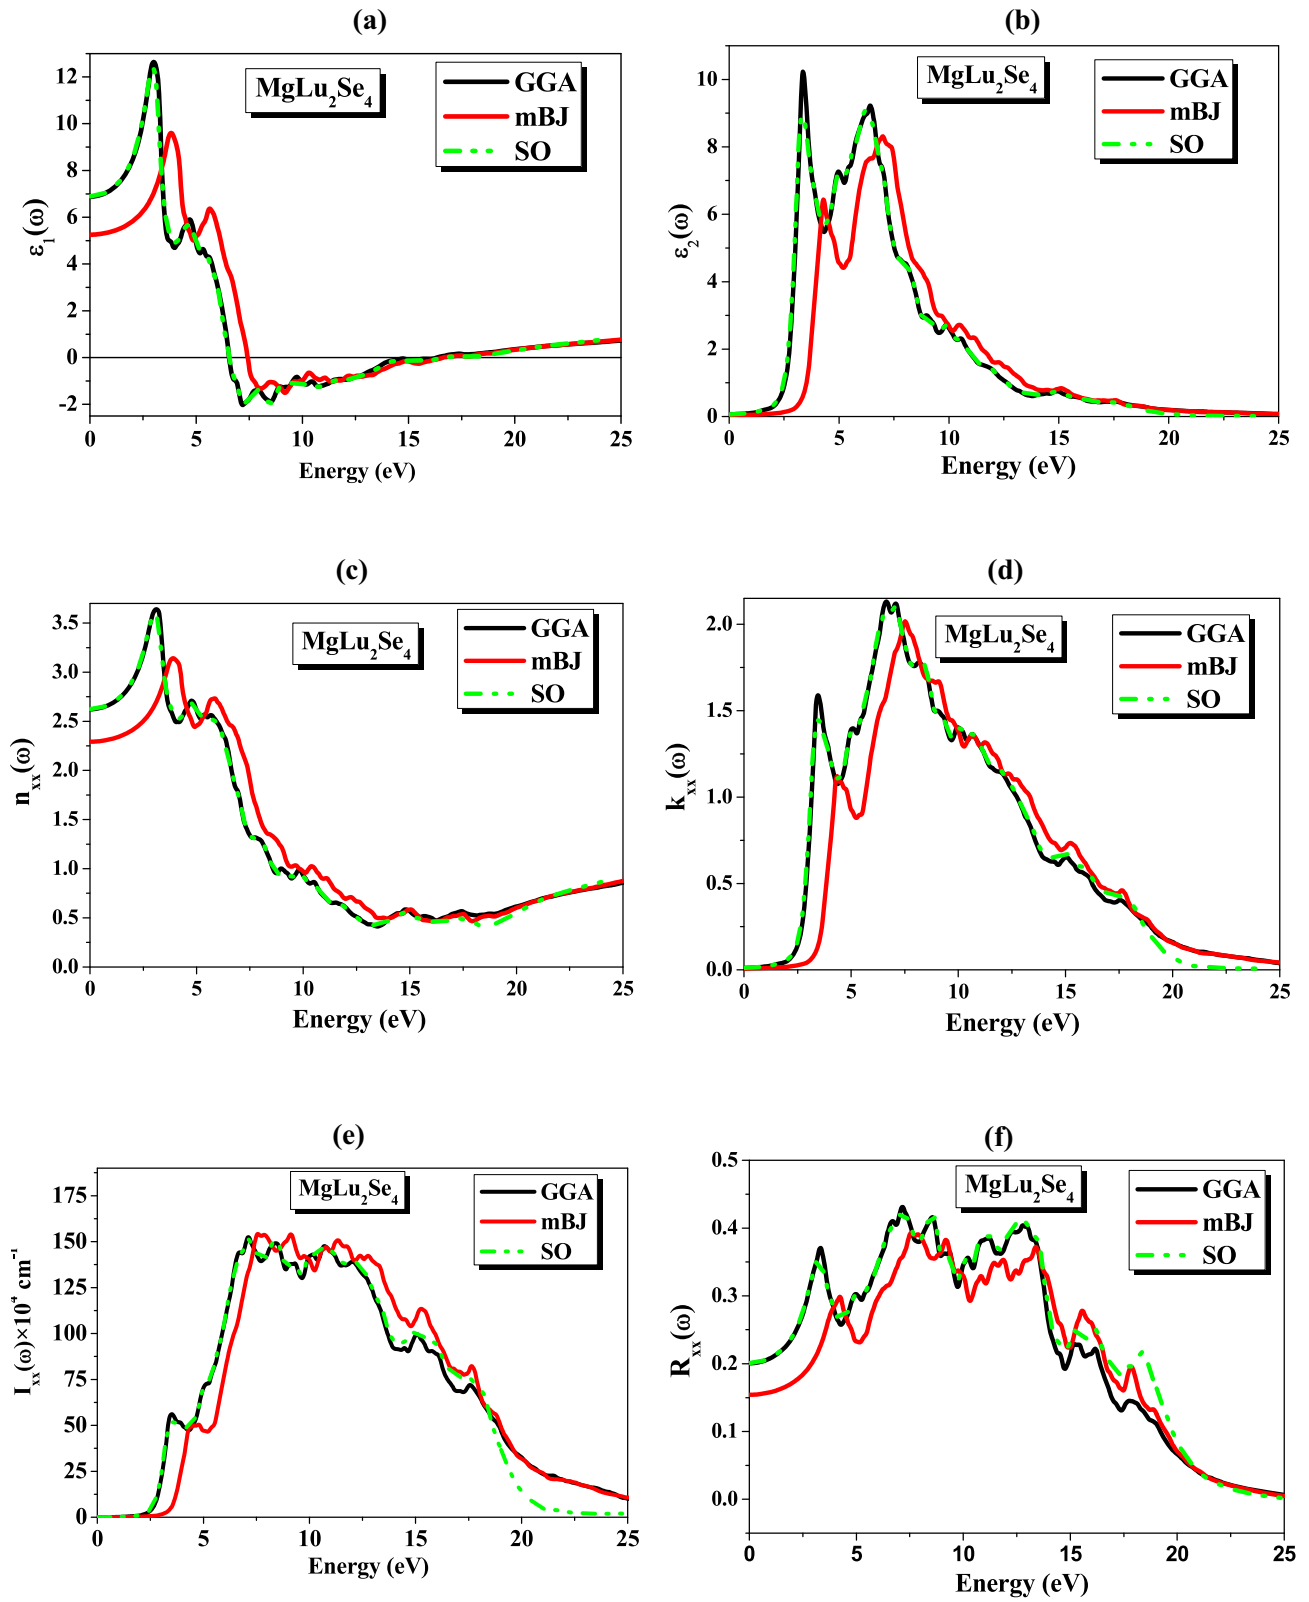 (a)
MgLu₂Se₄
GGA
mBJ
SO
ε₁(ω)
12
10
8
6
4
2
0
-2
0 5 10 15 20 25
Energy (eV)
(b)
MgLu₂Se₄
GGA
mBJ
SO
ε₂(ω)
10
8
6
4
2
0
0 5 10 15 20 25
Energy (eV)
(c)
MgLu₂Se₄
GGA
mBJ
SO
nₓₓ(ω)
3.5
3.0
2.5
2.0
1.5
1.0
0.5
0.0
0 5 10 15 20 25
Energy (eV)
(d)
MgLu₂Se₄
GGA
mBJ
SO
kₓₓ(ω)
2.0
1.5
1.0
0.5
0.0
0 5 10 15 20 25
Energy (eV)
(e)
MgLu₂Se₄
GGA
mBJ
SO
Iₓₓ(ω)×10⁴ cm⁻¹
175
150
125
100
75
50
25
0
0 5 10 15 20 25
Energy (eV)
(f)
MgLu₂Se₄
GGA
mBJ
SO
Rₓₓ(ω)
0.5
0.4
0.3
0.2
0.1
0.0
0 5 10 15 20 25
Energy (eV)